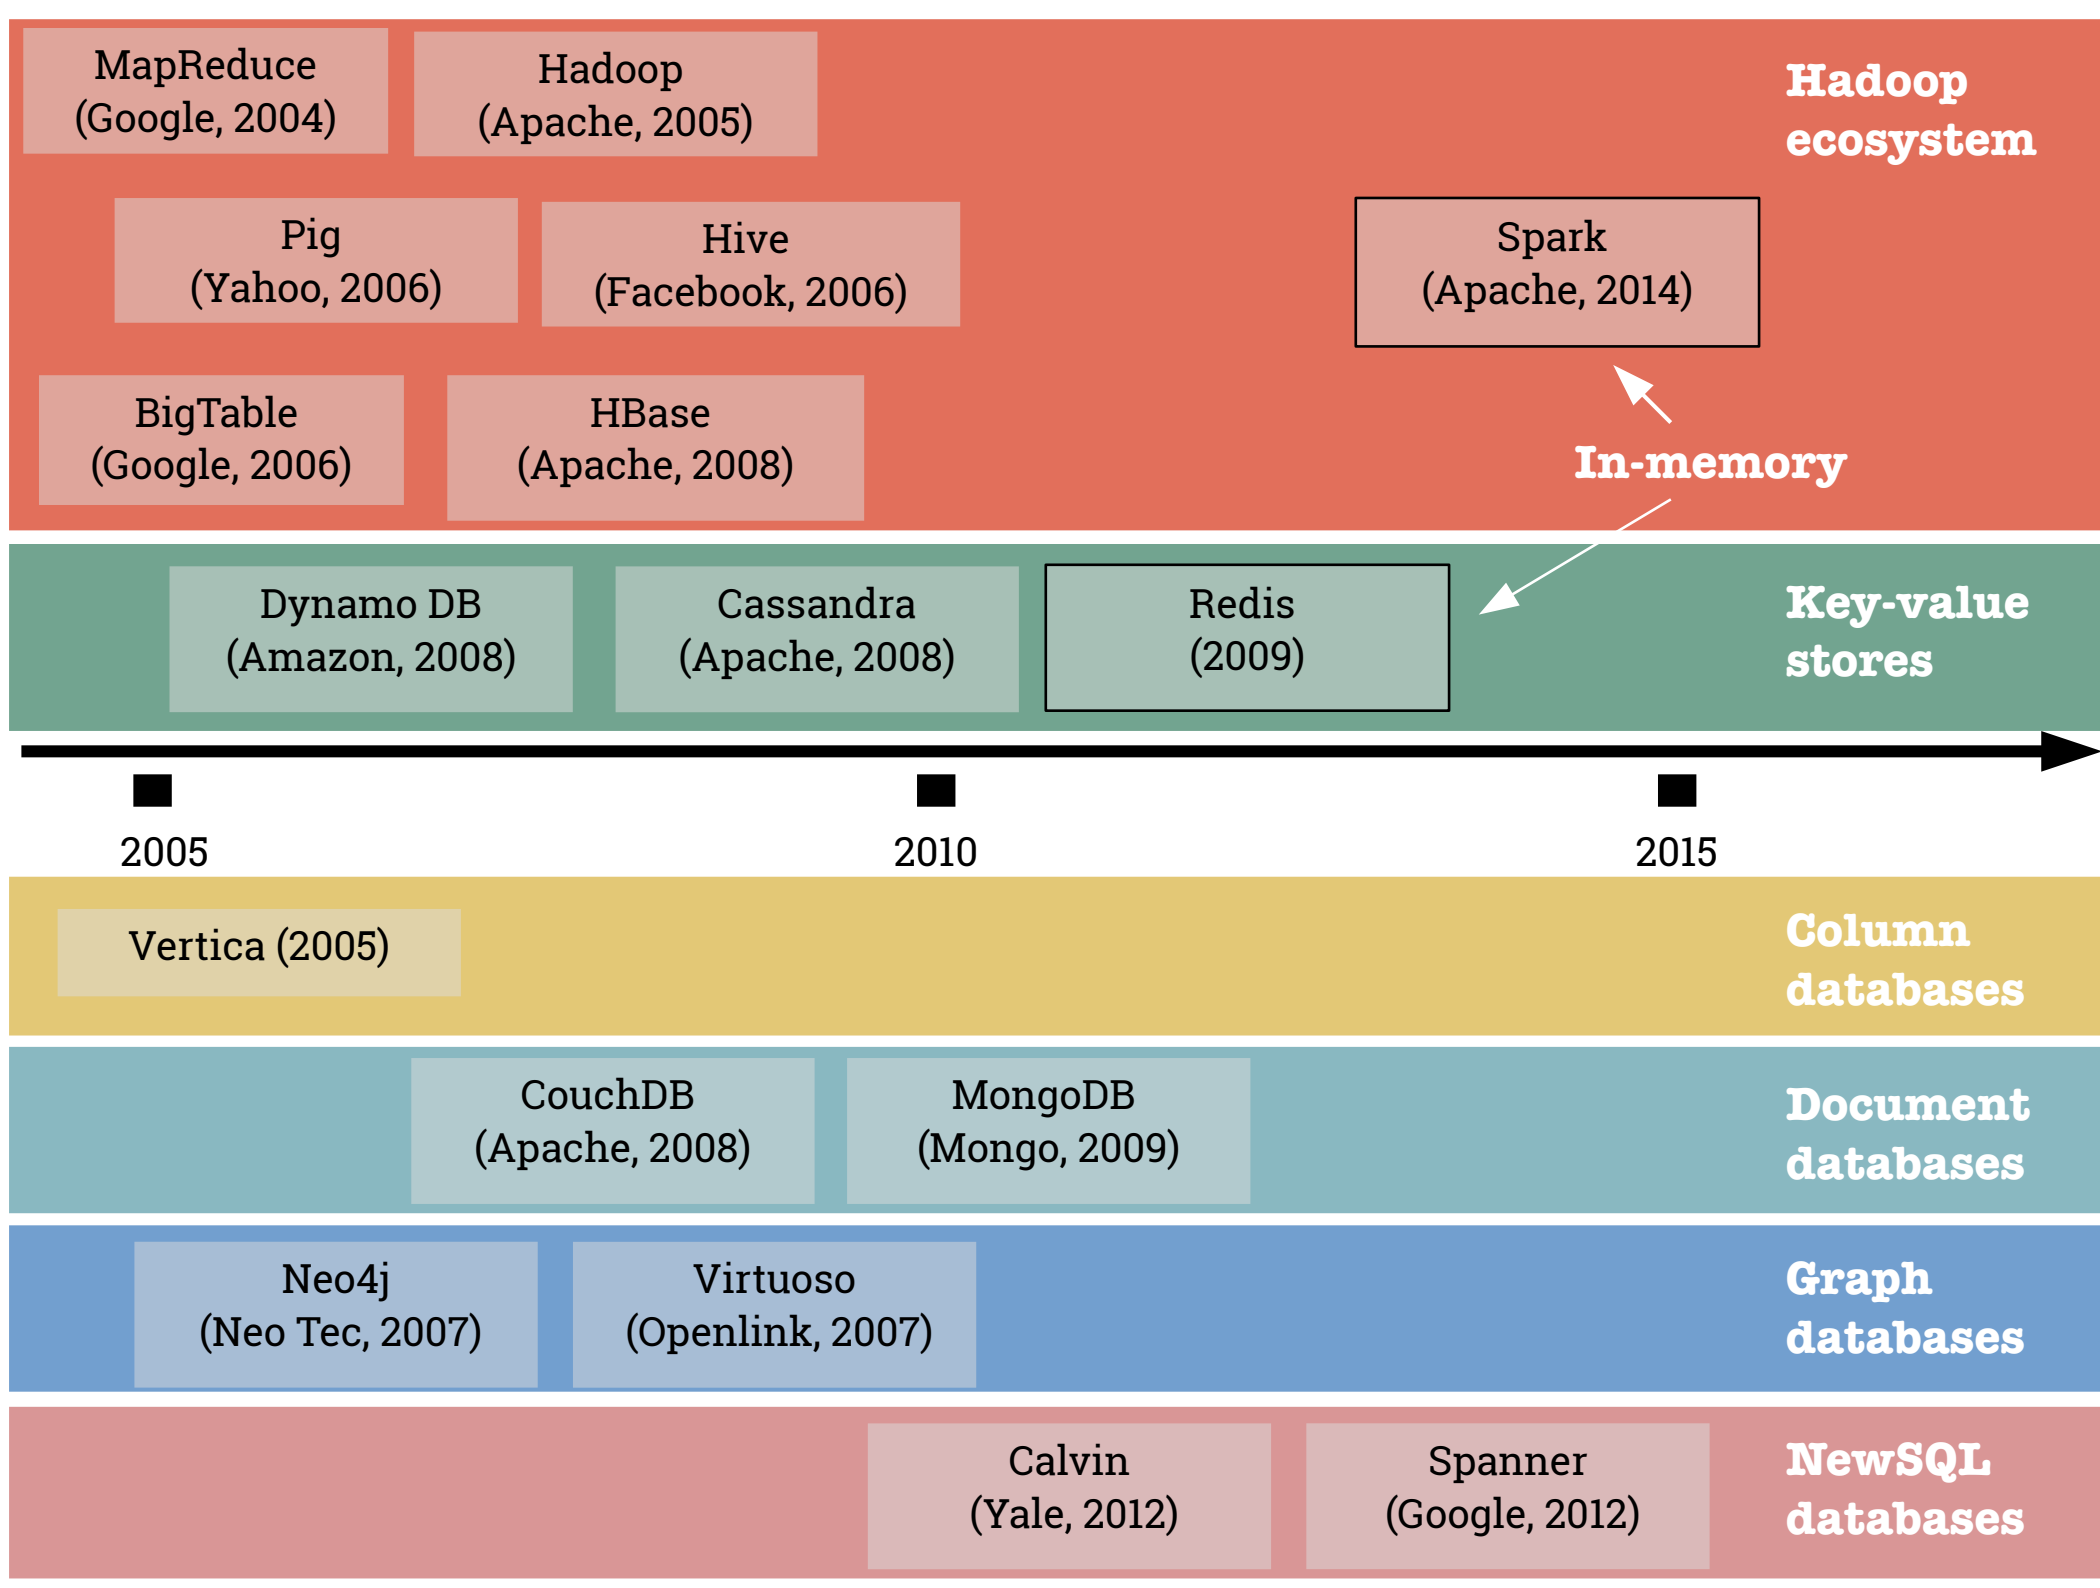 MapReduce
(Google, 2004)
Hadoop
(Apache, 2005)
Hadoop
ecosystem
Pig
(Yahoo, 2006)
Hive
(Facebook, 2006)
Spark
(Apache, 2014)
BigTable
(Google, 2006)
HBase
(Apache, 2008)
In-memory
Dynamo DB
(Amazon, 2008)
Cassandra
(Apache, 2008)
Redis
(2009)
Key-value
stores
2005
2010
2015
Vertica (2005)
Column
databases
CouchDB
(Apache, 2008)
MongoDB
(Mongo, 2009)
Document
databases
Neo4j
(Neo Tec, 2007)
Virtuoso
(Openlink, 2007)
Graph
databases
Calvin
(Yale, 2012)
Spanner
(Google, 2012)
NewSQL
databases